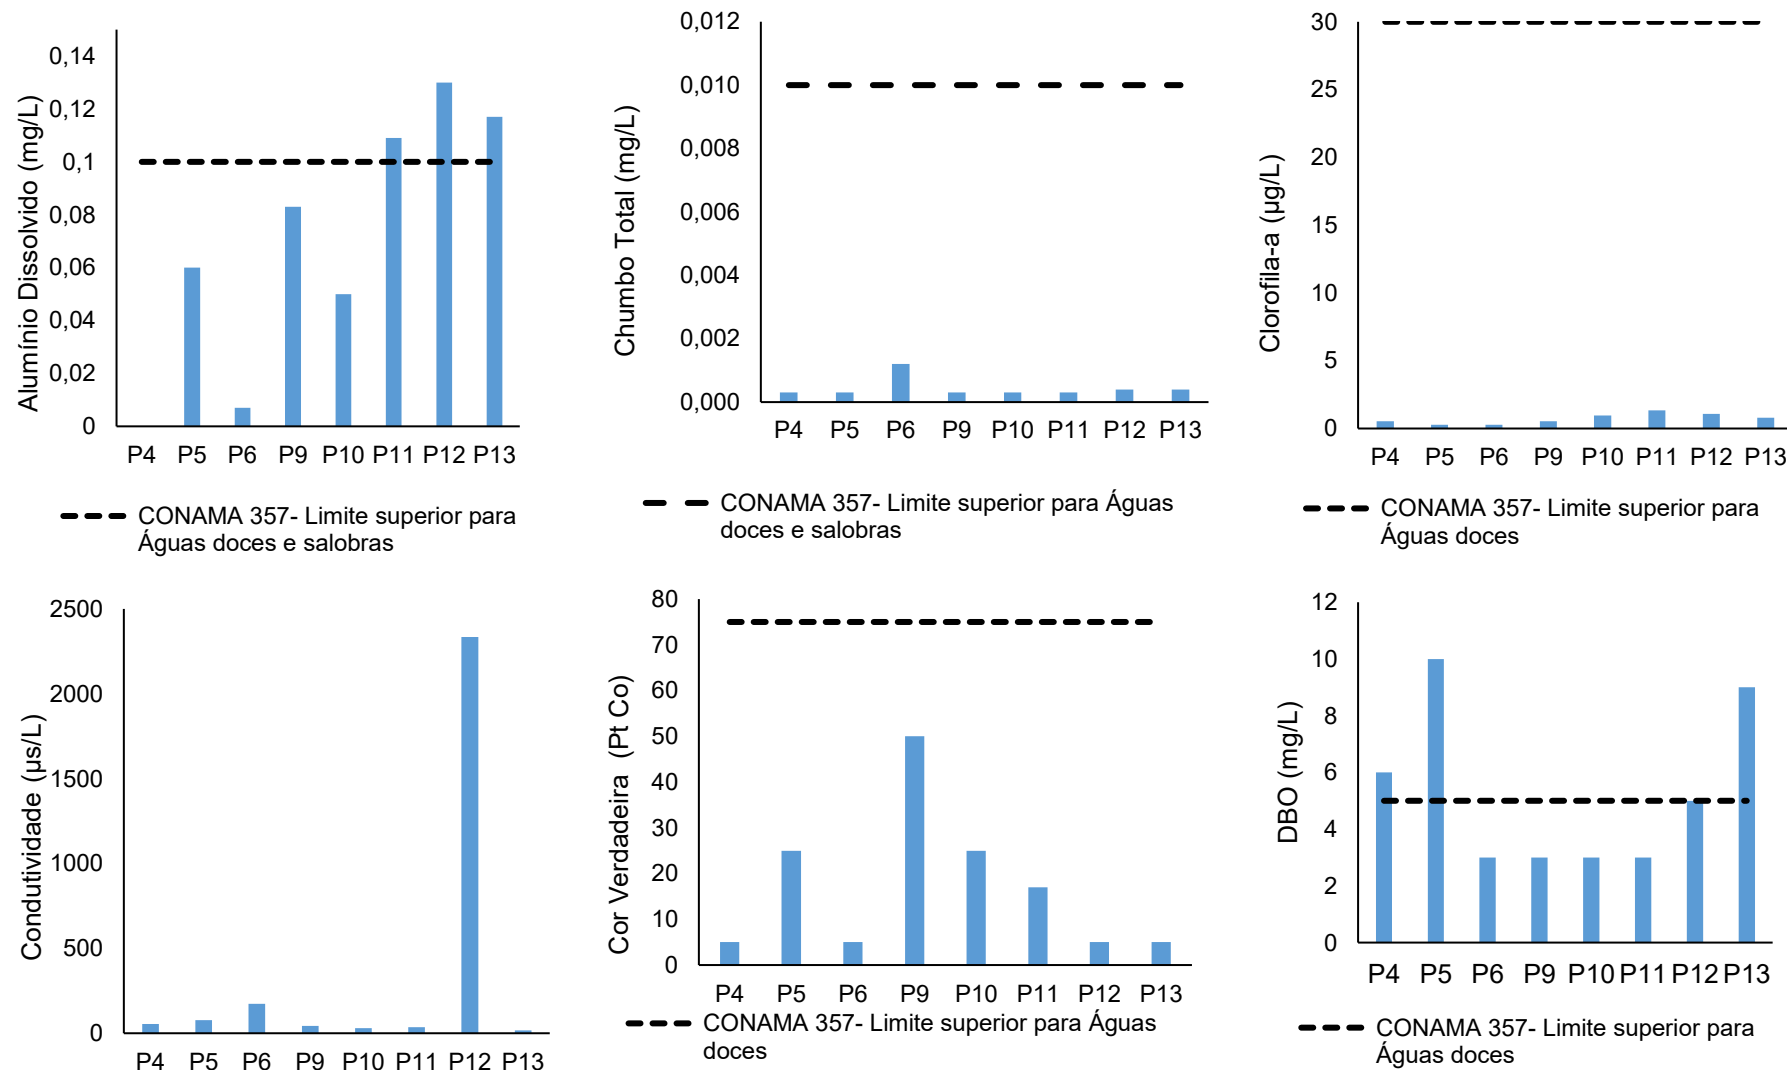 Alumínio Dissolvido (mg/L)
0,14
0,12
0,1
0,08
0,06
0,04
0,02
0
P4 P5 P6 P9 P10 P11 P12 P13
CONAMA 357- Limite superior para
Águas doces e salobras
Chumbo Total (mg/L)
0,012
0,010
0,008
0,006
0,004
0,002
0,000
P4 P5 P6 P9 P10 P11 P12 P13
CONAMA 357- Limite superior para Águas
doces e salobras
Clorofila-a (µg/L)
30
25
20
15
10
5
0
P4 P5 P6 P9 P10 P11 P12 P13
CONAMA 357- Limite superior para
Águas doces
Condutividade (µs/L)
2500
2000
1500
1000
500
0
P4 P5 P6 P9 P10 P11 P12 P13
Cor Verdadeira (Pt Co)
80
70
60
50
40
30
20
10
0
P4 P5 P6 P9 P10 P11 P12 P13
CONAMA 357- Limite superior para Águas
doces
DBO (mg/L)
12
10
8
6
4
2
0
P4 P5 P6 P9 P10 P11 P12 P13
CONAMA 357- Limite superior para
Águas doces